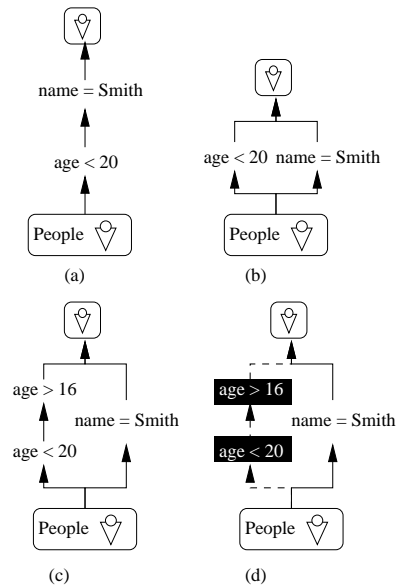 name = Smith
age < 20
People
(a)
age < 20 name = Smith
People
(b)
age > 16
name = Smith
age < 20
People
(c)
age > 16
name = Smith
age < 20
People
(d)